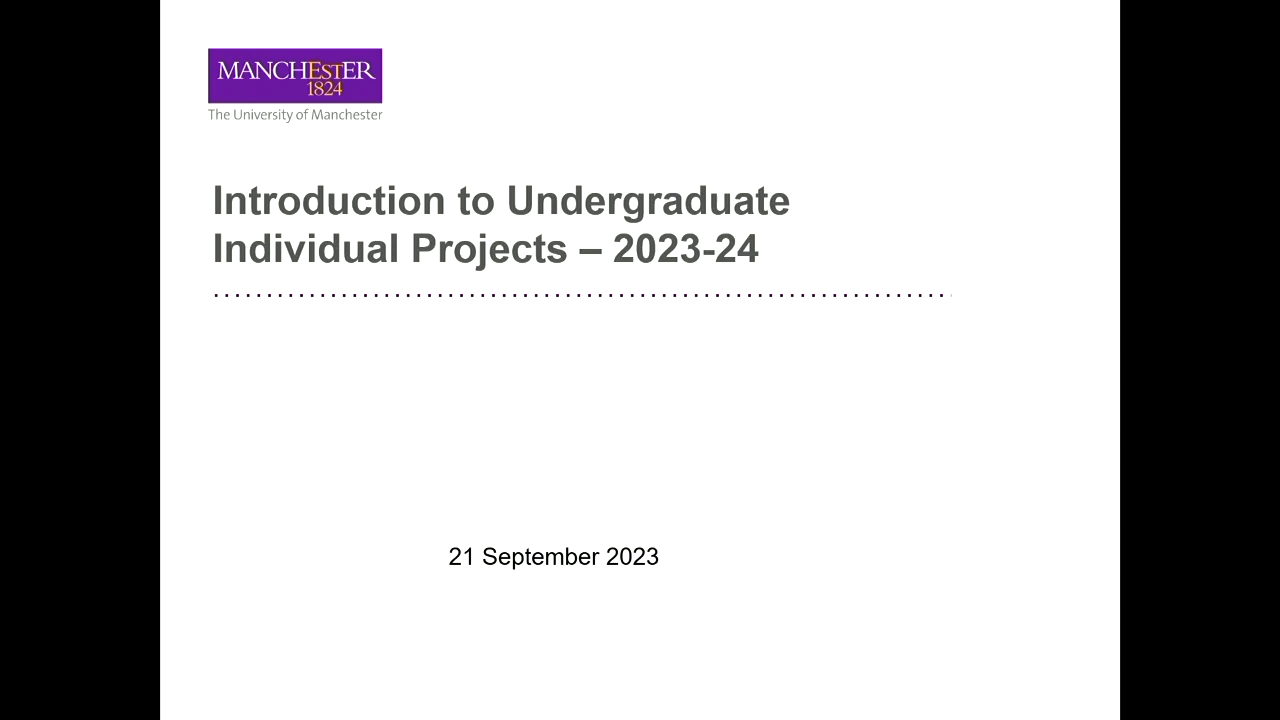 MANCHESTER
1824
The University of Manchester
Introduction to Undergraduate
Individual Projects – 2023-24
21 September 2023